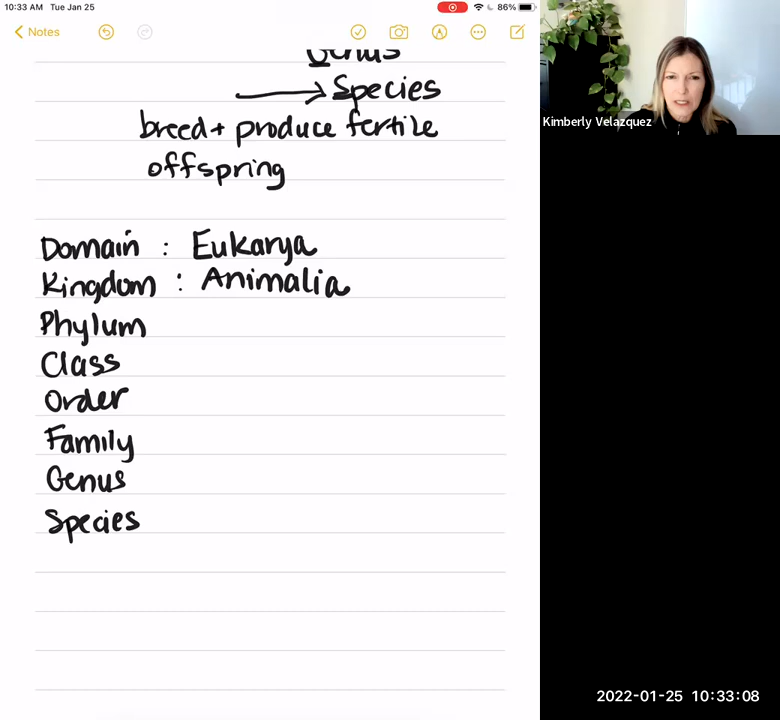 10:33 AM Tue Jan 25
86%
Notes
Genus
Species
breed + produce fertile
offspring
Domain : Eukarya
Kingdom : Animalia
Phylum
Class
Order
Family
Genus
Species
Kimberly Velazquez
2022-01-25 10:33:08